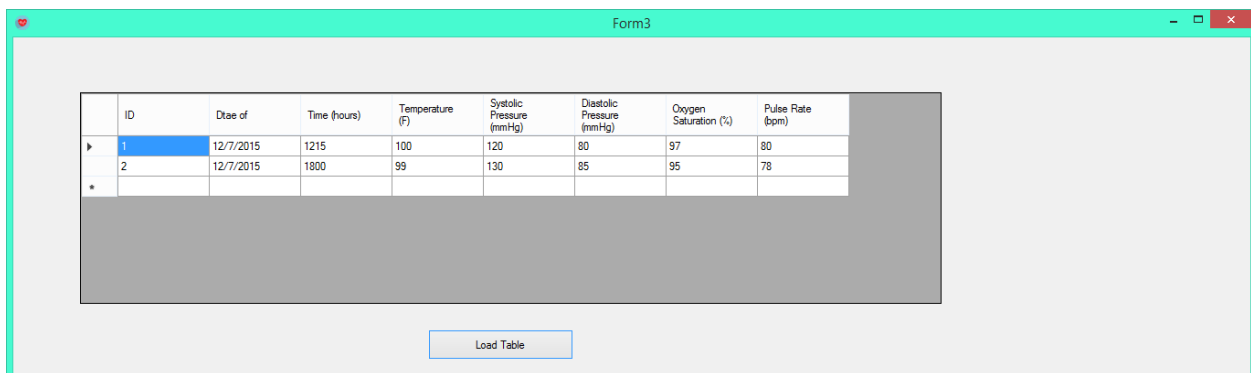 Form3
ID Dtae of Time (hours) Temperature (F) Systolic Pressure (mmHg) Diastolic Pressure (mmHg) Oxygen Saturation (%) Pulse Rate (bpm)
1 12/7/2015 1215 100 120 80 97 80
2 12/7/2015 1800 99 130 85 95 78
Load Table